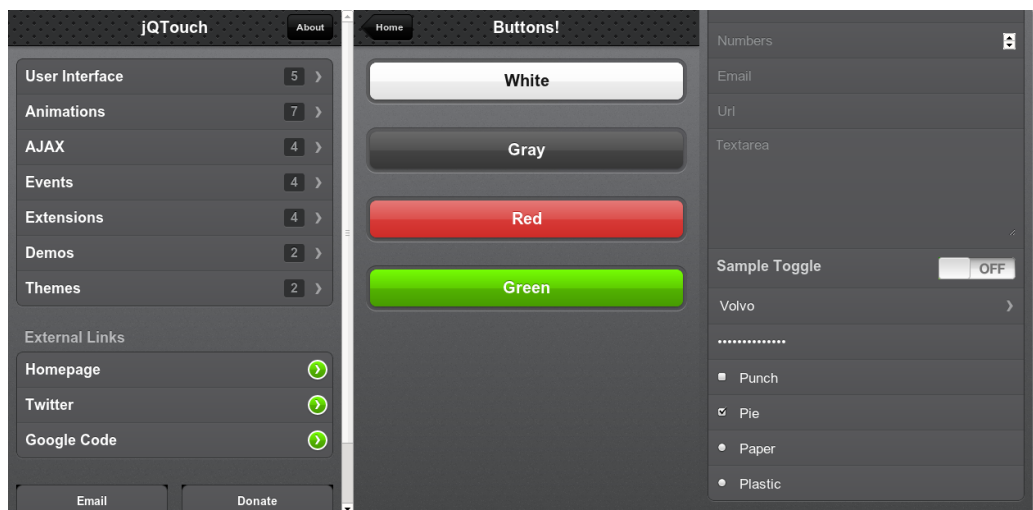 jQTouch
About
User Interface 5
Animations 7
AJAX 4
Events 4
Extensions 4
Demos 2
Themes 2
External Links
Homepage
Twitter
Google Code
Email Donate
Home
Buttons!
White
Gray
Red
Green
Numbers
Email
Url
Textarea
Sample Toggle OFF
Volvo
••••••••••••••
Punch
Pie
Paper
Plastic